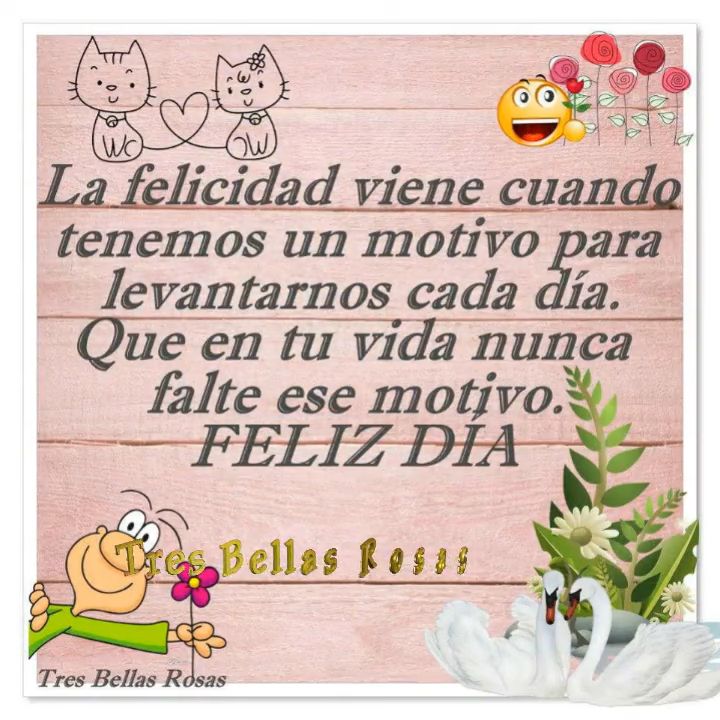 La felicidad viene cuando
tenemos un motivo para
levantarnos cada día.
Que en tu vida nunca
falte ese motivo.
FELIZ DÍA
Tres Bellas Rosas
Tres Bellas Rosas